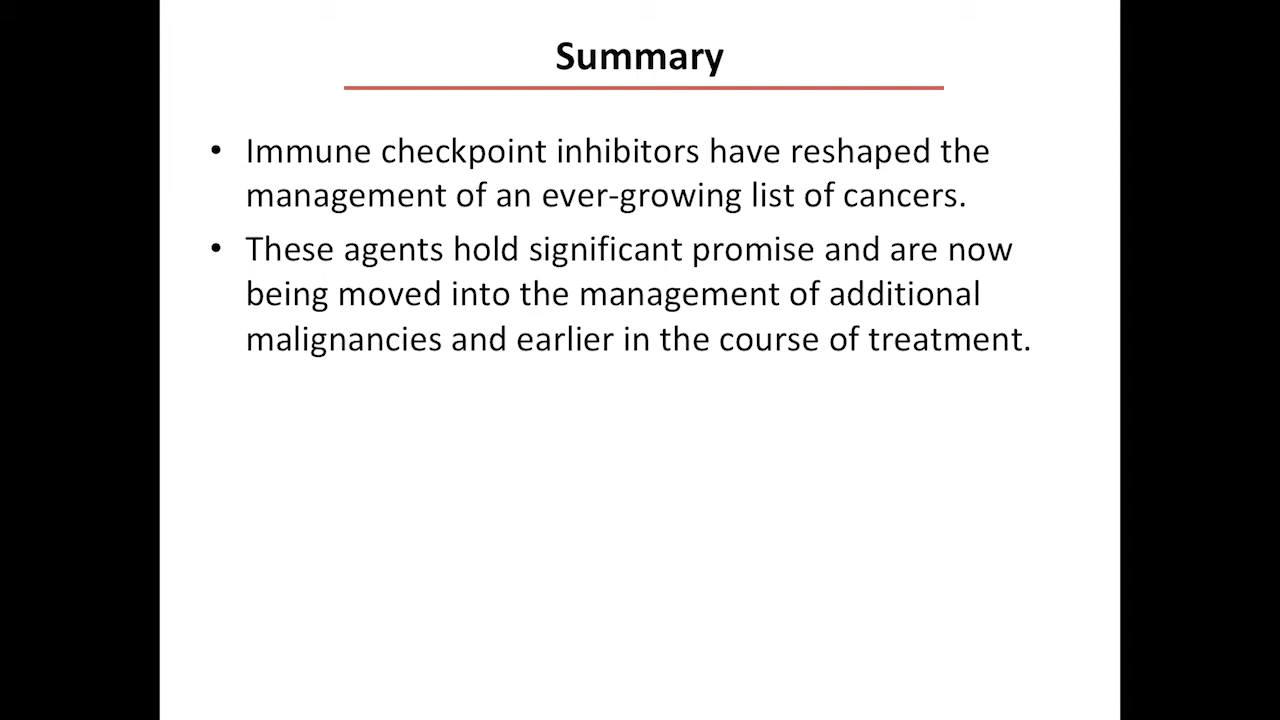 Summary
• Immune checkpoint inhibitors have reshaped the
management of an ever-growing list of cancers.
• These agents hold significant promise and are now
being moved into the management of additional
malignancies and earlier in the course of treatment.